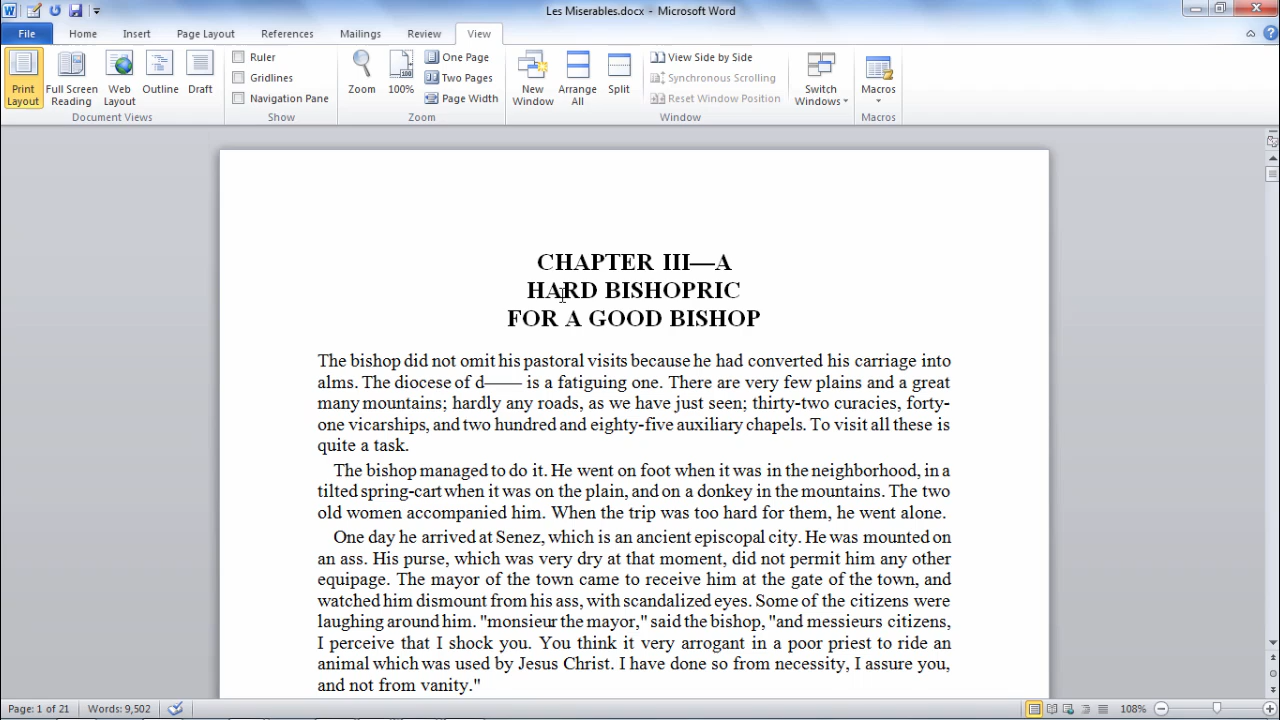 Les Miserables.docx - Microsoft Word
File Home Insert Page Layout References Mailings Review View
Print Layout
Full Screen Reading
Web Layout
Outline
Draft
Document Views
Ruler
Gridlines
Navigation Pane
Show
Zoom
100%
One Page
Two Pages
Page Width
Zoom
New Window
Arrange All
Split
View Side by Side
Synchronous Scrolling
Reset Window Position
Window
Switch Windows
Macros
Macros
CHAPTER III—A
HARD BISHOPRIC
FOR A GOOD BISHOP
The bishop did not omit his pastoral visits because he had converted his carriage into
alms. The diocese of d—— is a fatiguing one. There are very few plains and a great
many mountains; hardly any roads, as we have just seen; thirty-two curacies, forty-
one vicarships, and two hundred and eighty-five auxiliary chapels. To visit all these is
quite a task.
The bishop managed to do it. He went on foot when it was in the neighborhood, in a
tilted spring-cart when it was on the plain, and on a donkey in the mountains. The two
old women accompanied him. When the trip was too hard for them, he went alone.
One day he arrived at Senez, which is an ancient episcopal city. He was mounted on
an ass. His purse, which was very dry at that moment, did not permit him any other
equipage. The mayor of the town came to receive him at the gate of the town, and
watched him dismount from his ass, with scandalized eyes. Some of the citizens were
laughing around him. "monsieur the mayor," said the bishop, "and messieurs citizens,
I perceive that I shock you. You think it very arrogant in a poor priest to ride an
animal which was used by Jesus Christ. I have done so from necessity, I assure you,
and not from vanity."
Page: 1 of 21 Words: 9,502 108%